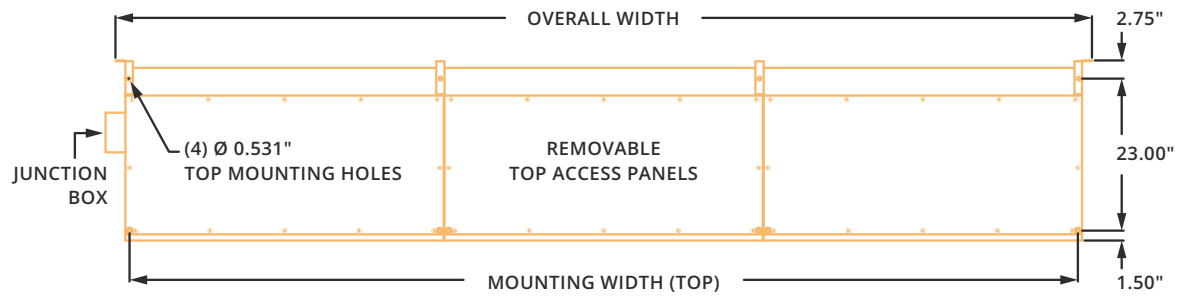 OVERALL WIDTH
2.75"
(4) Ø 0.531"
TOP MOUNTING HOLES
JUNCTION
BOX
REMOVABLE
TOP ACCESS PANELS
23.00"
MOUNTING WIDTH (TOP)
1.50"